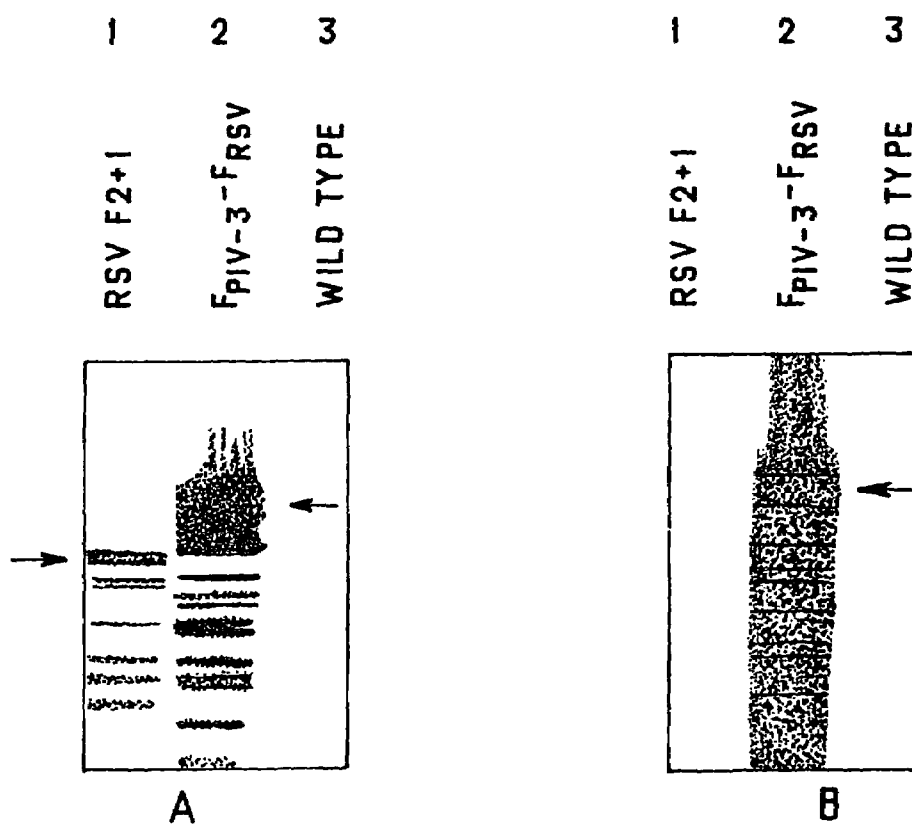 1 2 3
RSV F2+1
FPIV-3-FRSV
WILD TYPE
A
1 2 3
RSV F2+1
FPIV-3-FRSV
WILD TYPE
B